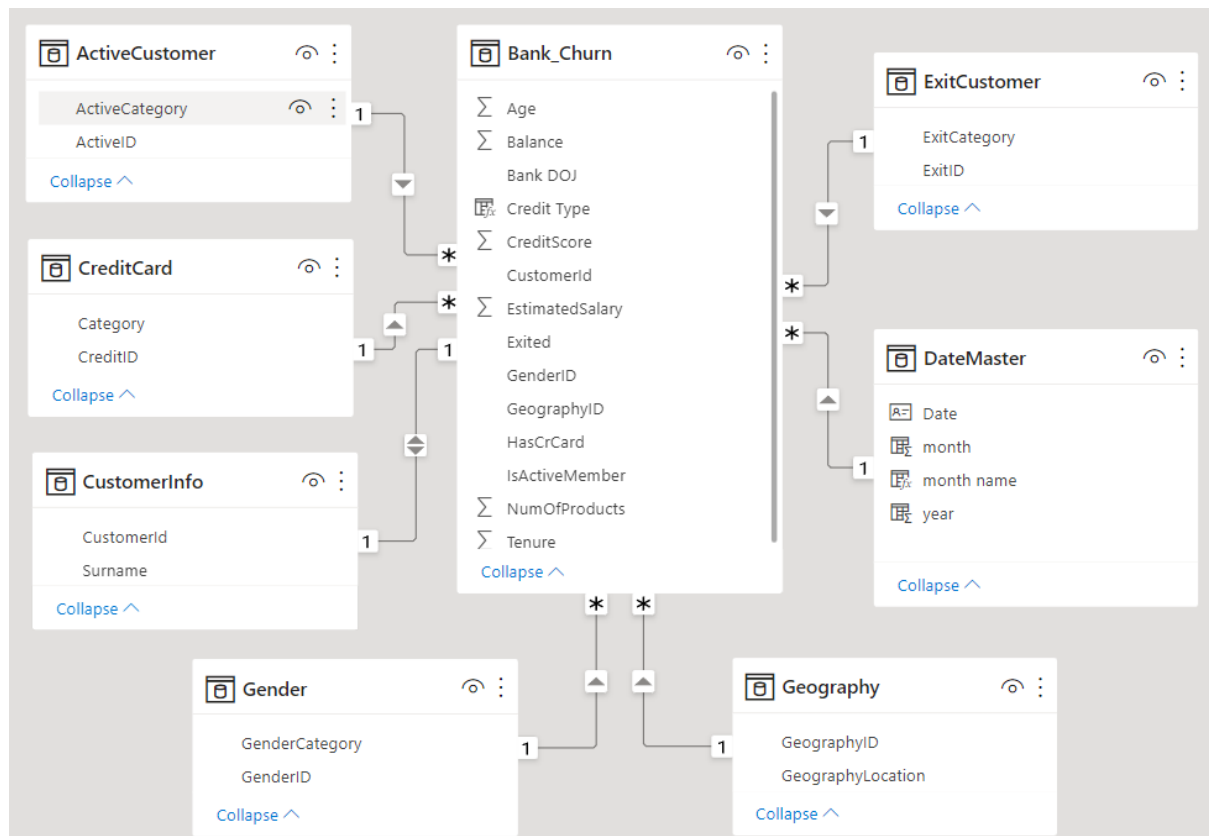 ActiveCustomer
ActiveCategory
ActiveID
Collapse
CreditCard
Category
CreditID
Collapse
CustomerInfo
CustomerId
Surname
Collapse
Bank_Churn
Age
Balance
Bank DOJ
Credit Type
CreditScore
CustomerId
EstimatedSalary
Exited
GenderID
GeographyID
HasCrCard
IsActiveMember
NumOfProducts
Tenure
Collapse
ExitCustomer
ExitCategory
ExitID
Collapse
DateMaster
Date
month
month name
year
Collapse
Gender
GenderCategory
GenderID
Collapse
Geography
GeographyID
GeographyLocation
Collapse
1
*
1
*
1
1
1
*
1
*
1
*
1
*